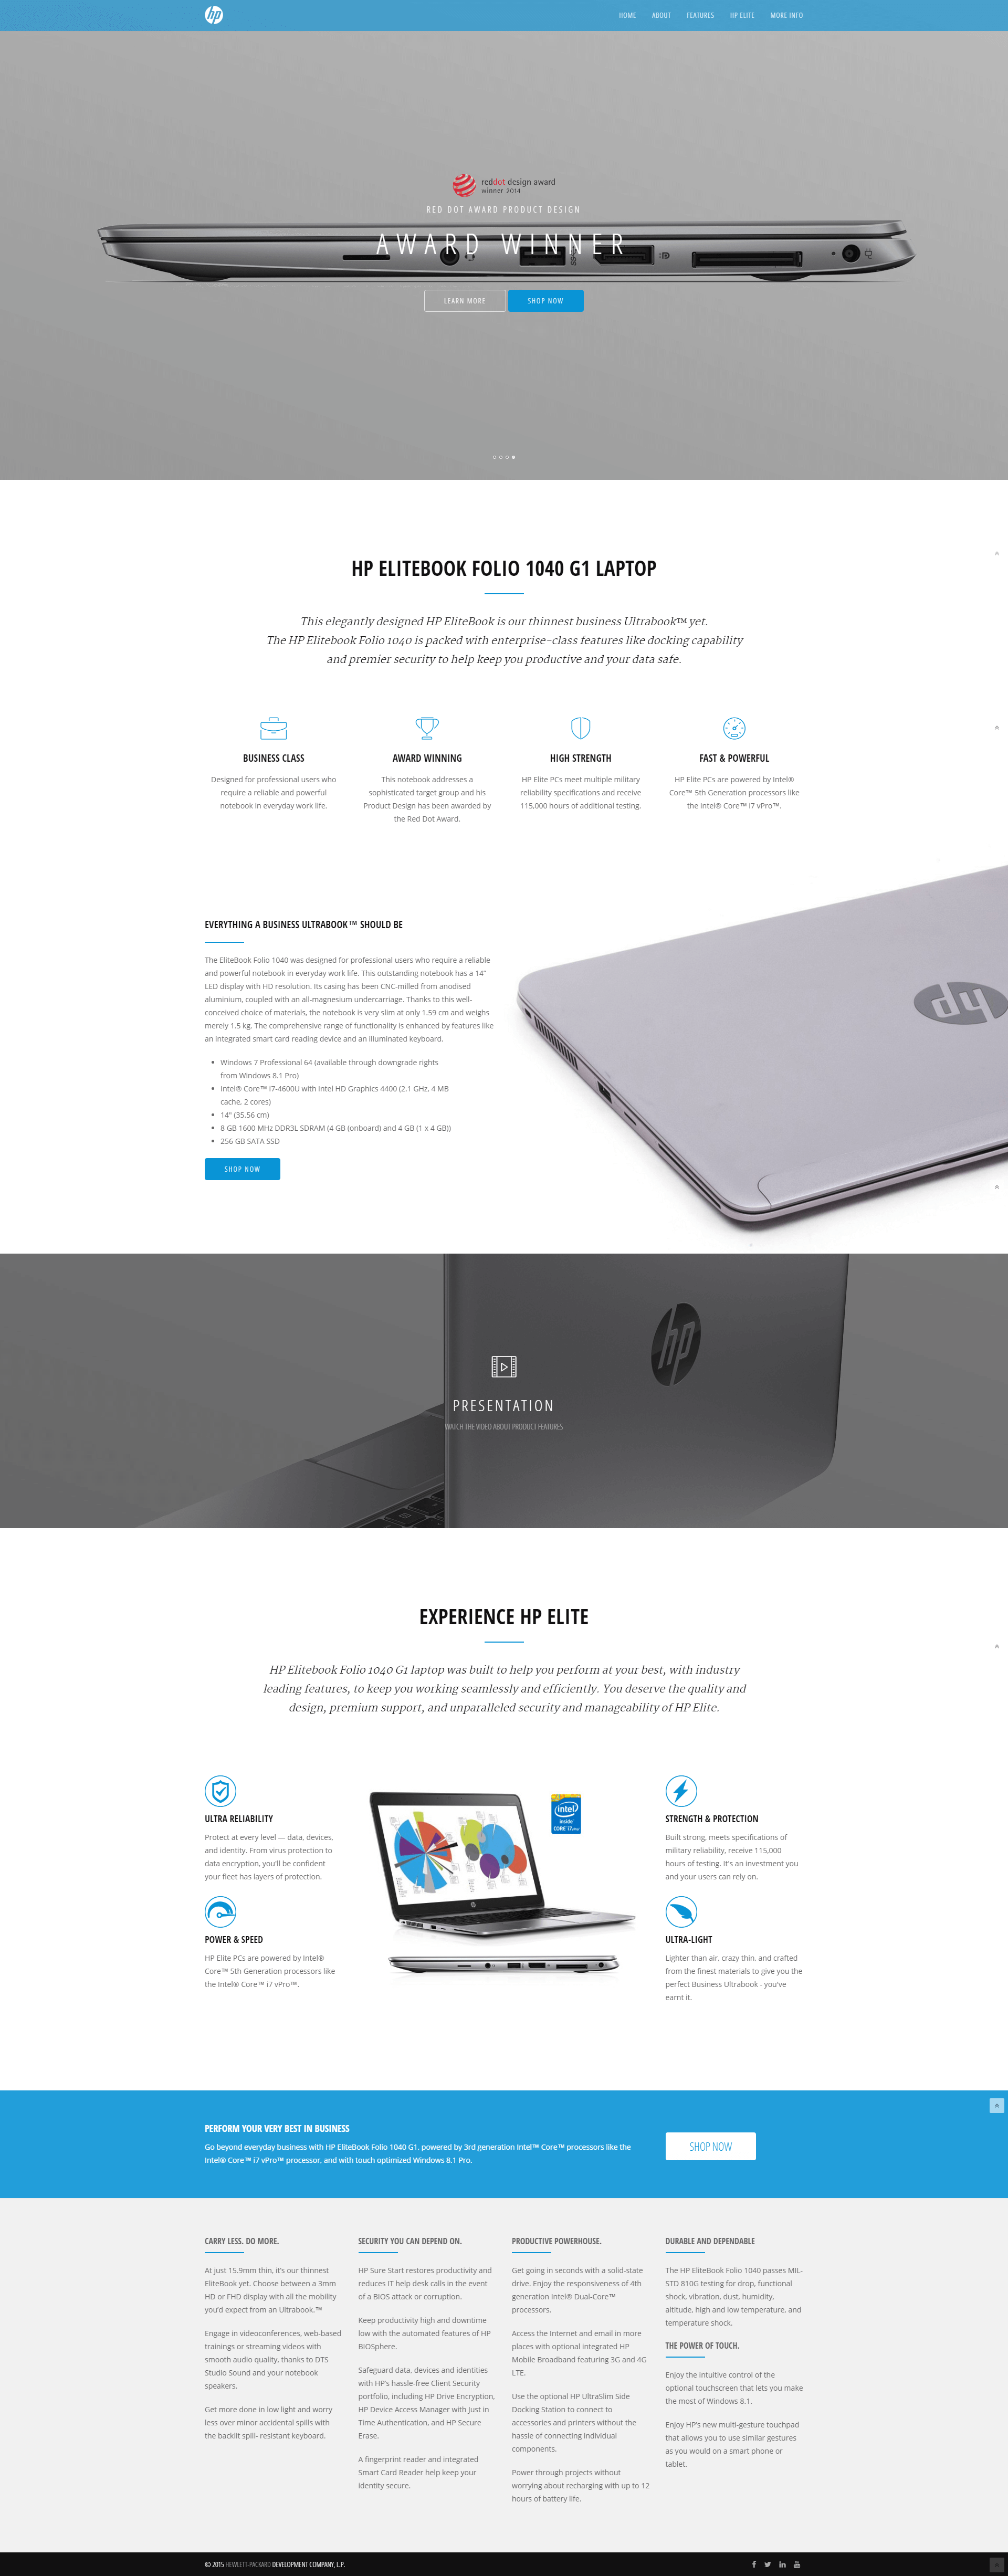 hp
HOME ABOUT FEATURES HP ELITE MORE INFO
reddot design award
winner 2014
RED DOT AWARD PRODUCT DESIGN
AWARD WINNER
LEARN MORE SHOP NOW
HP ELITEBOOK FOLIO 1040 G1 LAPTOP
This elegantly designed HP EliteBook is our thinnest business Ultrabook™ yet.
The HP Elitebook Folio 1040 is packed with enterprise-class features like docking capability
and premier security to help keep you productive and your data safe.
BUSINESS CLASS
Designed for professional users who
require a reliable and powerful
notebook in everyday work life.
AWARD WINNING
This notebook addresses a
sophisticated target group and his
Product Design has been awarded by
the Red Dot Award.
HIGH STRENGTH
HP Elite PCs meet multiple military
reliability specifications and receive
115,000 hours of additional testing.
FAST & POWERFUL
HP Elite PCs are powered by Intel®
Core™ 5th Generation processors like
the Intel® Core™ i7 vPro™.
EVERYTHING A BUSINESS ULTRABOOK™ SHOULD BE
The EliteBook Folio 1040 was designed for professional users who require a reliable
and powerful notebook in everyday work life. This outstanding notebook has a 14"
LED display with HD resolution. Its casing has been CNC-milled from anodised
aluminium, coupled with an all-magnesium undercarriage. Thanks to this well-
conceived choice of materials, the notebook is very slim at only 1.59 cm and weighs
merely 1.5 kg. The comprehensive range of functionality is enhanced by features like
an integrated smart card reading device and an illuminated keyboard.
• Windows 7 Professional 64 (available through downgrade rights
from Windows 8.1 Pro)
• Intel® Core™ i7-4600U with Intel HD Graphics 4400 (2.1 GHz, 4 MB
cache, 2 cores)
• 14" (35.56 cm)
• 8 GB 1600 MHz DDR3L SDRAM (4 GB (onboard) and 4 GB (1 x 4 GB))
• 256 GB SATA SSD
SHOP NOW
hp
hp
PRESENTATION
WATCH THE VIDEO ABOUT PRODUCT FEATURES
EXPERIENCE HP ELITE
HP Elitebook Folio 1040 G1 laptop was built to help you perform at your best, with industry
leading features, to keep you working seamlessly and efficiently. You deserve the quality and
design, premium support, and unparalleled security and manageability of HP Elite.
ULTRA RELIABILITY
Protect at every level — data, devices,
and identity. From virus protection to
data encryption, you'll be confident
your fleet has layers of protection.
POWER & SPEED
HP Elite PCs are powered by Intel®
Core™ 5th Generation processors like
the Intel® Core™ i7 vPro™.
intel
inside
CORE i7 vPro
STRENGTH & PROTECTION
Built strong, meets specifications of
military reliability, receive 115,000
hours of testing. It's an investment you
and your users can rely on.
ULTRA-LIGHT
Lighter than air, crazy thin, and crafted
from the finest materials to give you the
perfect Business Ultrabook - you've
earnt it.
PERFORM YOUR VERY BEST IN BUSINESS
Go beyond everyday business with HP EliteBook Folio 1040 G1, powered by 3rd generation Intel™ Core™ processors like the
Intel® Core™ i7 vPro™ processor, and with touch optimized Windows 8.1 Pro.
SHOP NOW
CARRY LESS. DO MORE.
At just 15.9mm thin, it's our thinnest
EliteBook yet. Choose between a 3mm
HD or FHD display with all the mobility
you'd expect from an Ultrabook.™
Engage in videoconferences, web-based
trainings or streaming videos with
smooth audio quality, thanks to DTS
Studio Sound and your notebook
speakers.
Get more done in low light and worry
less over minor accidental spills with
the backlit spill- resistant keyboard.
SECURITY YOU CAN DEPEND ON.
HP Sure Start restores productivity and
reduces IT help desk calls in the event
of a BIOS attack or corruption.
Keep productivity high and downtime
low with the automated features of HP
BIOSphere.
Safeguard data, devices and identities
with HP's hassle-free Client Security
portfolio, including HP Drive Encryption,
HP Device Access Manager with Just in
Time Authentication, and HP Secure
Erase.
A fingerprint reader and integrated
Smart Card Reader help keep your
identity secure.
PRODUCTIVE POWERHOUSE.
Get going in seconds with a solid-state
drive. Enjoy the responsiveness of 4th
generation Intel® Dual-Core™
processors.
Access the Internet and email in more
places with optional integrated HP
Mobile Broadband featuring 3G and 4G
LTE.
Use the optional HP UltraSlim Side
Docking Station to connect to
accessories and printers without the
hassle of connecting individual
components.
Power through projects without
worrying about recharging with up to 12
hours of battery life.
DURABLE AND DEPENDABLE
The HP EliteBook Folio 1040 passes MIL-
STD 810G testing for drop, functional
shock, vibration, dust, humidity,
altitude, high and low temperature, and
temperature shock.
THE POWER OF TOUCH.
Enjoy the intuitive control of the
optional touchscreen that lets you make
the most of Windows 8.1.
Enjoy HP's new multi-gesture touchpad
that allows you to use similar gestures
as you would on a smart phone or
tablet.
© 2015 HEWLETT-PACKARD DEVELOPMENT COMPANY, L.P.